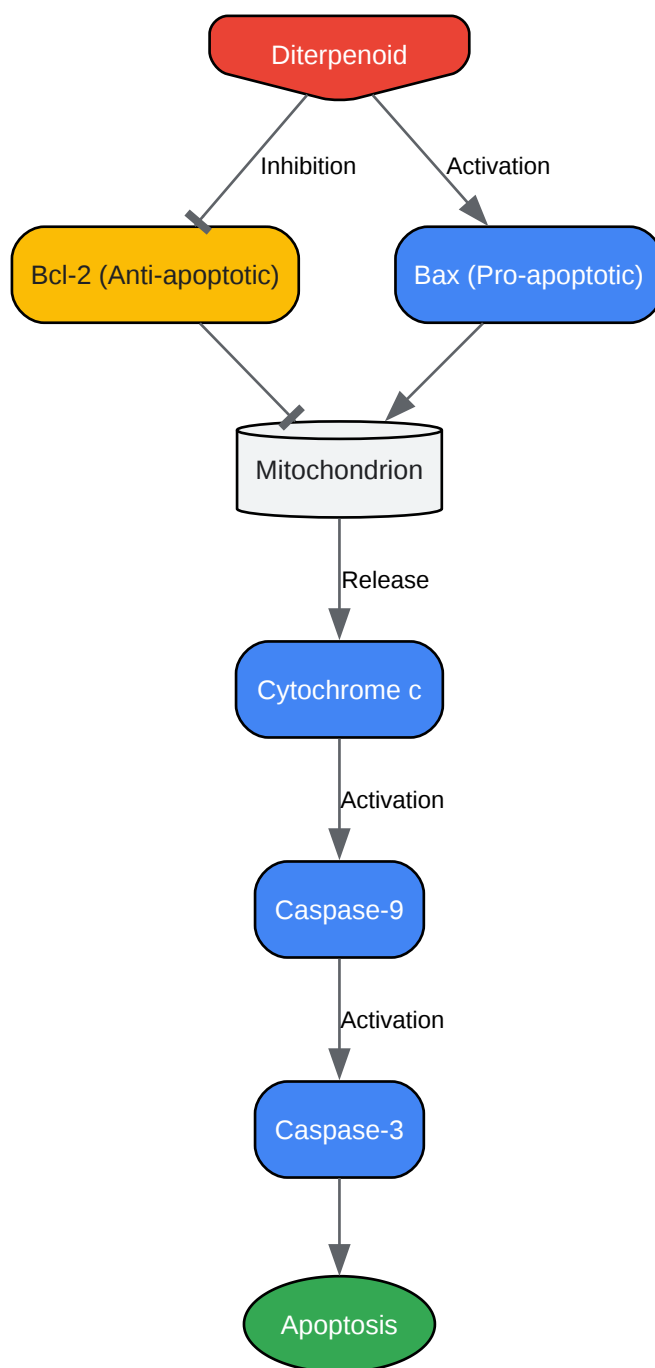 Diterpenoid
Inhibition
Activation
Bcl-2 (Anti-apoptotic)
Bax (Pro-apoptotic)
Mitochondrion
Release
Cytochrome c
Activation
Caspase-9
Activation
Caspase-3
Apoptosis